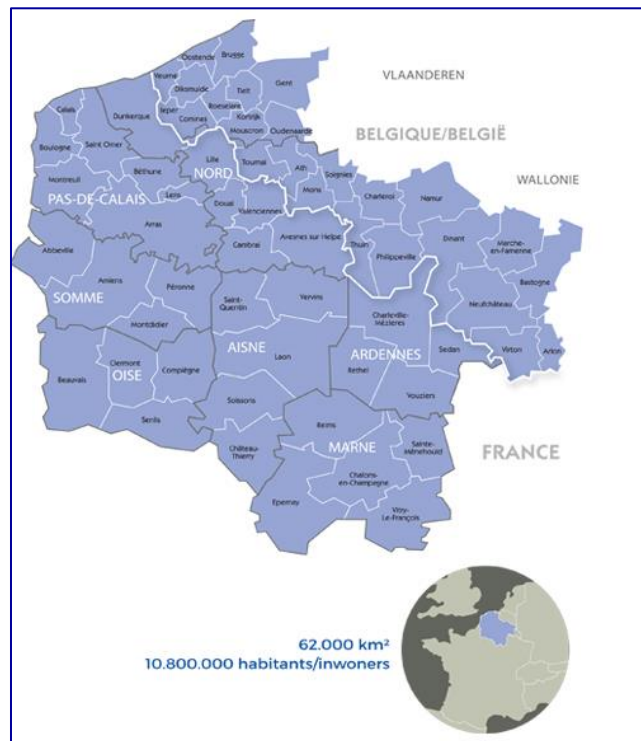 Brugge
Oostende
Veurne
Gent
VLAANDEREN
Diksmuide
Tielt
Calais
Dunkerque
Ieper
Roeselare
Comines
Kortrijk
Mouscron
Oudenaarde
BELGIQUE/BELGIË
Boulogne
Saint Omer
Lille
Tournai
Ath
Soignies
Montreuil
Béthune
NORD
Mons
WALLONIE
PAS-DE-CALAIS
Lens
Douai
Valenciennes
Charleroi
Namur
Arras
Cambrai
Avesnes sur Helpe
Thuin
Philippeville
Dinant
Marche-
en-Famenne
Abbeville
Bastogne
Amiens
Péronne
SOMME
Saint-
Quentin
Vervins
Charleville-
Mézières
Neufchâteau
Montdidier
AISNE
Laon
ARDENNES
Sedan
Virton
Arlon
Clermont
OISE
Compiègne
Beauvais
Rethel
Vouziers
Soissons
Senlis
Reims
MARNE
Sainte-
Ménehould
FRANCE
Château-
Thierry
Chalons-
en-Champagne
Epernay
Vitry-
Le-François
62.000 km²
10.800.000 habitants/inwoners